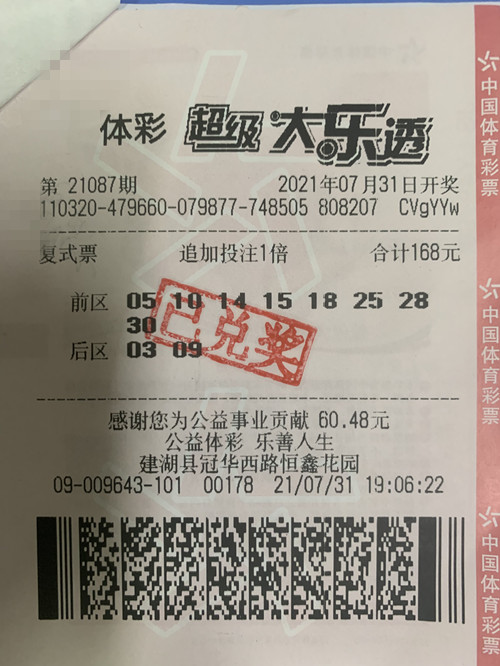 体彩 超级大乐透
第 21087期 2021年07月31日开奖
110320-479660-079877-748505 808207 CVgYYw
复式票 追加投注1倍 合计168元
前区 05 10 14 15 18 25 28
30
后区 03 09
已兑奖
感谢您为公益事业贡献 60.48元
公益体彩 乐善人生
建湖县冠华西路恒鑫花园
09-009643-101 00178 21/07/31 19:06:22
中国体育彩票
中国体育彩票
中国体育彩票